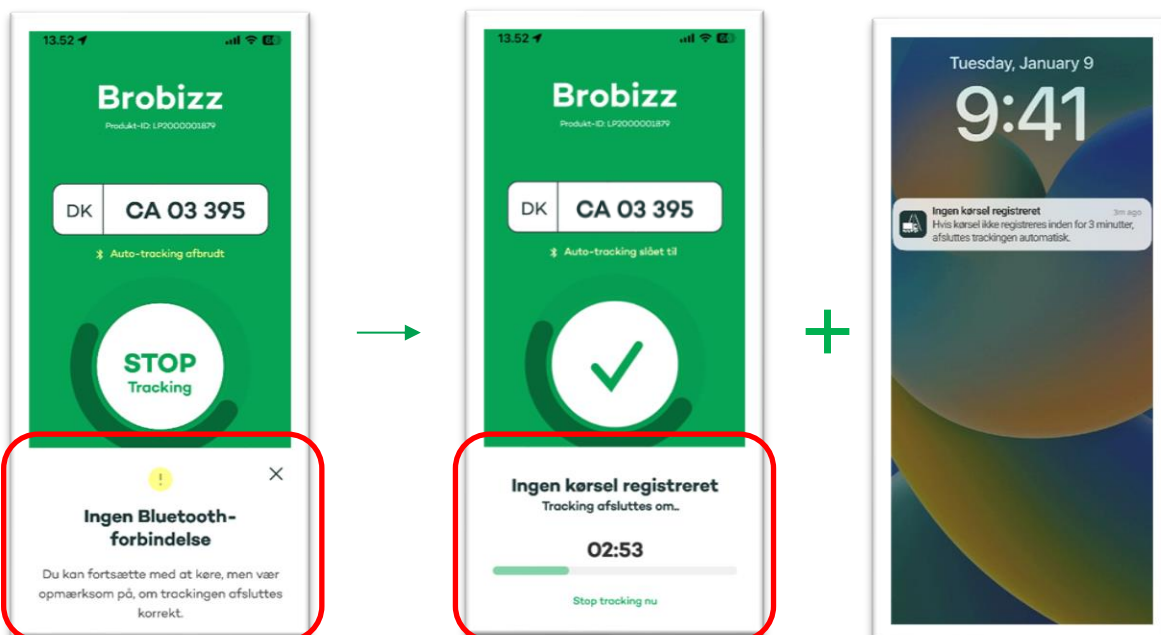 13.52
Brobizz
Produkt-ID: LP2000001879
DK CA 03 395
Auto-tracking afbrudt
STOP
Tracking
!
Ingen Bluetooth-
forbindelse
Du kan fortsætte med at køre, men vær
opmærksom på, om trackingen afsluttes
korrekt.
13.52
Brobizz
Produkt-ID: LP2000001879
DK CA 03 395
Auto-tracking slået til
Ingen kørsel registreret
Tracking afsluttes om..
02:53
Stop tracking nu
Tuesday, January 9
9:41
Ingen kørsel registreret 3m ago
Hvis kørsel ikke registreres inden for 3 minutter,
afsluttes trackingen automatisk.